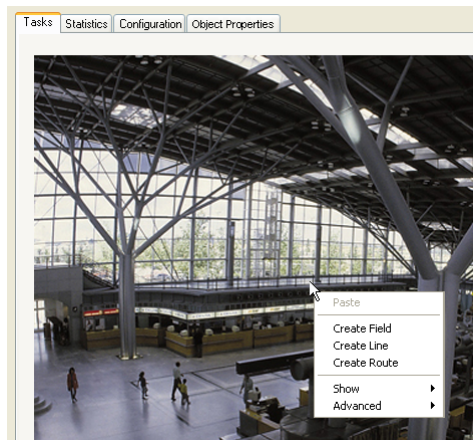 Tasks Statistics Configuration Object Properties
Paste
Create Field
Create Line
Create Route
Show
Advanced